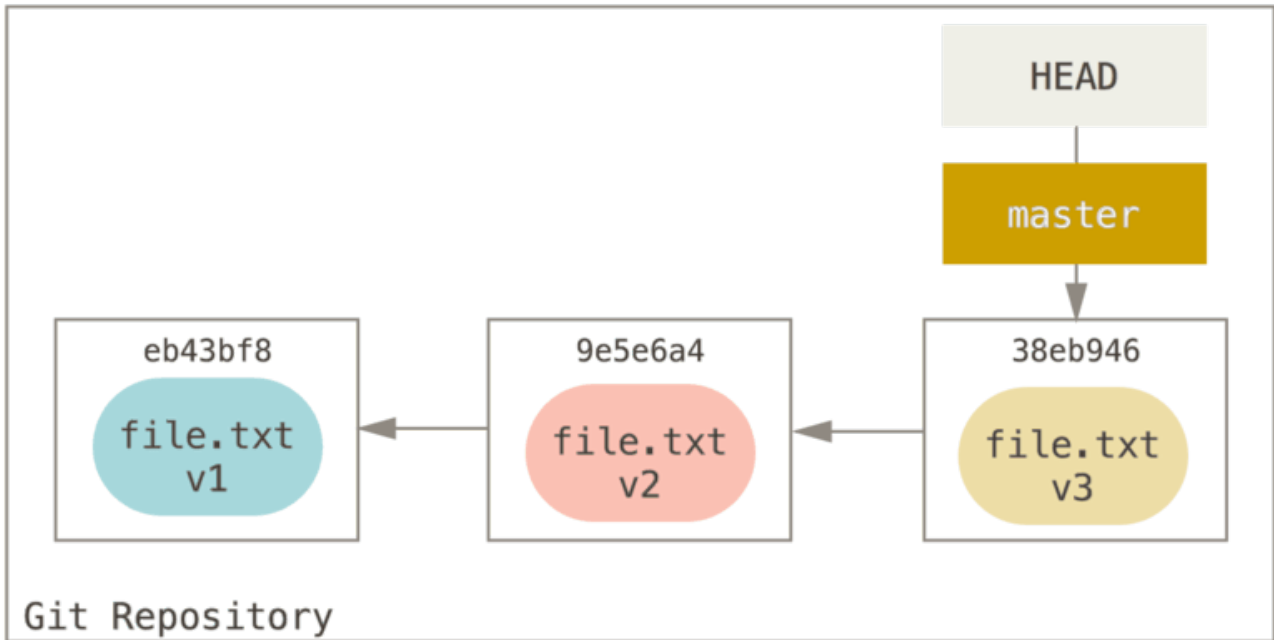 HEAD
master
eb43bf8
file.txt
v1
9e5e6a4
file.txt
v2
38eb946
file.txt
v3
Git Repository